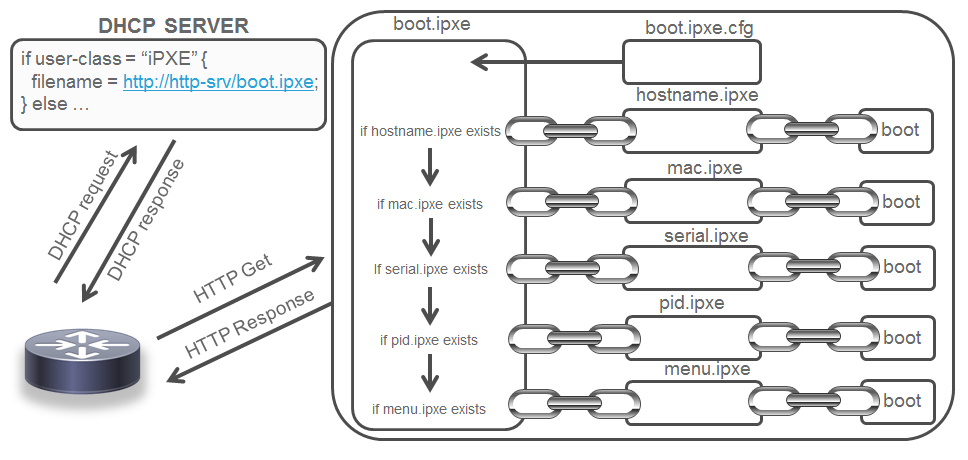 DHCP SERVER
if user-class = “iPXE” {
filename = http://http-srv/boot.ipxe;
} else …
DHCP request
DHCP response
HTTP Get
HTTP Response
boot.ipxe
boot.ipxe.cfg
hostname.ipxe
if hostname.ipxe exists
boot
mac.ipxe
if mac.ipxe exists
boot
serial.ipxe
If serial.ipxe exists
boot
pid.ipxe
if pid.ipxe exists
boot
menu.ipxe
if menu.ipxe exists
boot